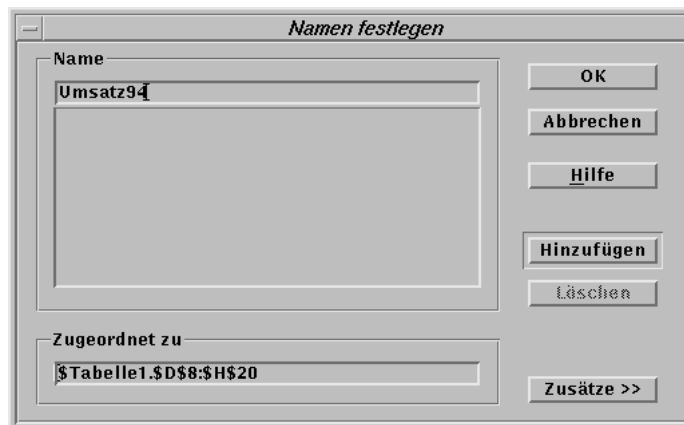 Namen festlegen
Name
Umsatz94
OK
Abbrechen
Hilfe
Hinzufügen
Löschen
Zugeordnet zu
$Tabelle1.$D$8:$H$20
Zusätze >>